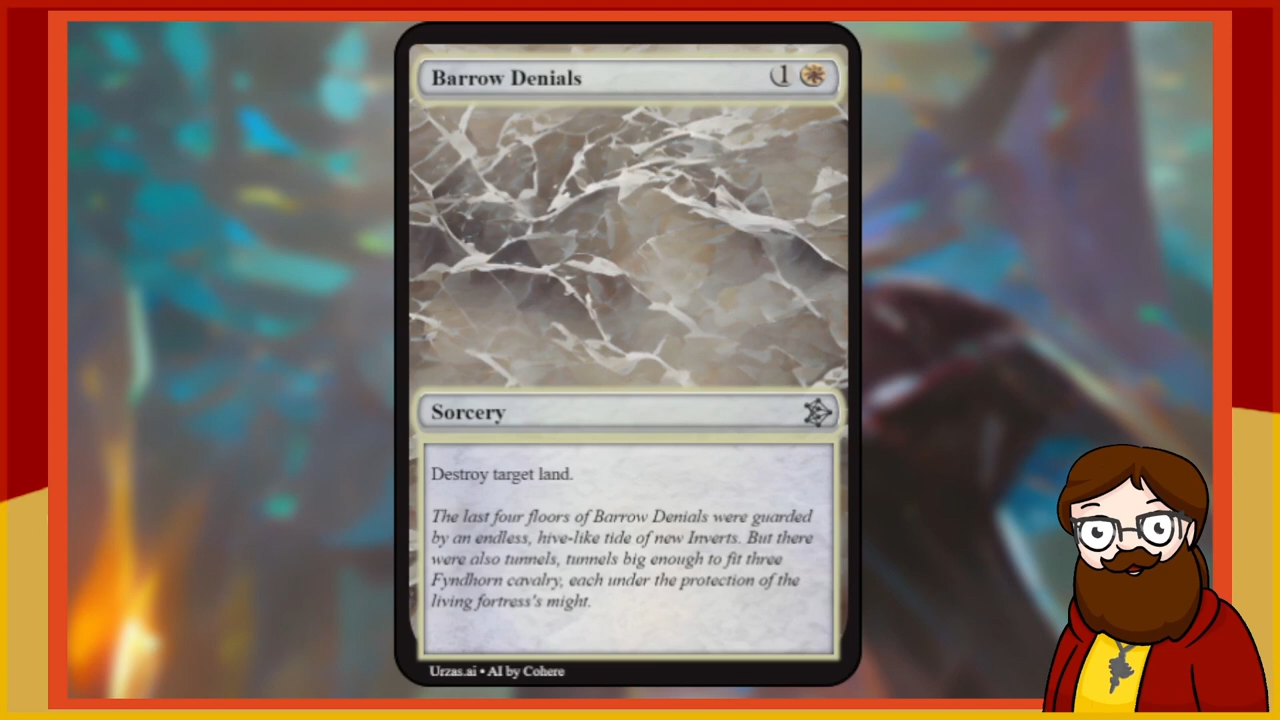 Barrow Denials 1
Sorcery
Destroy target land.
The last four floors of Barrow Denials were guarded
by an endless, hive-like tide of new Inverts. But there
were also tunnels, tunnels big enough to fit three
Fyndhorn cavalry, each under the protection of the
living fortress's might.
Urzas.ai • AI by Cohere